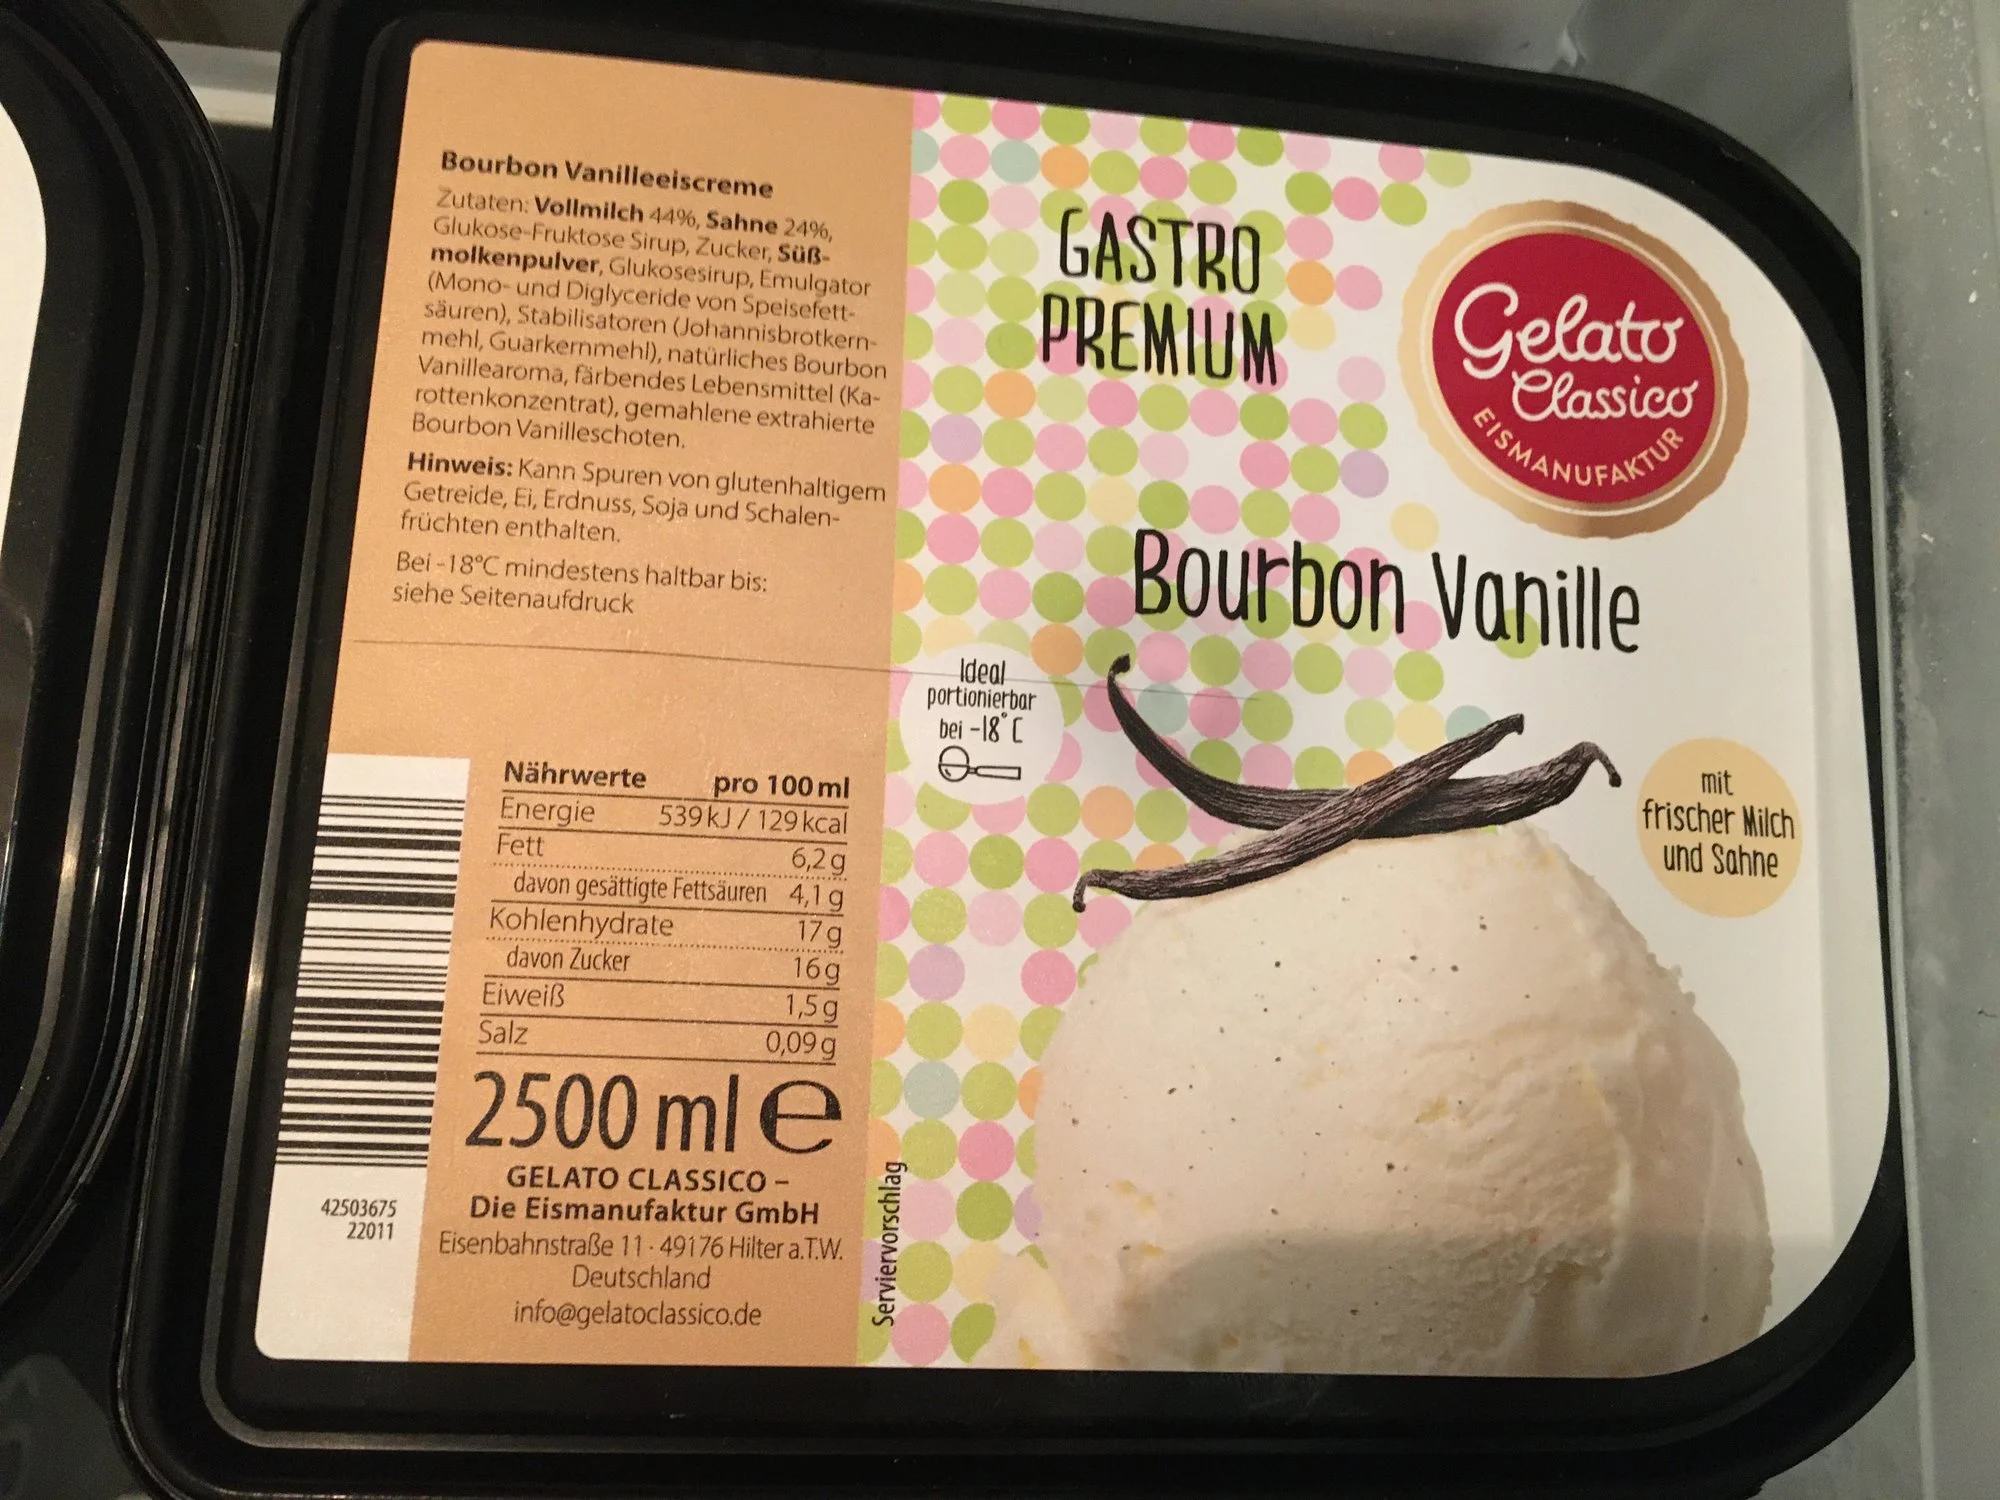 Bourbon Vanilleeiscreme
Zutaten: Vollmilch 44%, Sahne 24%,
Glukose-Fruktose Sirup, Zucker, Süß-
molkenpulver, Glukosesirup, Emulgator
(Mono- und Diglyceride von Speisefett-
säuren), Stabilisatoren (Johannisbrotkern-
mehl, Guarkernmehl), natürliches Bourbon
Vanillearoma, färbendes Lebensmittel (Ka-
rottenkonzentrat), gemahlene extrahierte
Bourbon Vanilleschoten.
Hinweis: Kann Spuren von glutenhaltigem
Getreide, Ei, Erdnuss, Soja und Schalen-
früchten enthalten.
Bei -18°C mindestens haltbar bis:
siehe Seitenaufdruck
Nährwerte pro 100 ml
Energie 539 kJ / 129 kcal
Fett 6,2 g
davon gesättigte Fettsäuren 4,1 g
Kohlenhydrate 17 g
davon Zucker 16 g
Eiweiß 1,5 g
Salz 0,09 g
2500 ml e
GELATO CLASSICO –
Die Eismanufaktur GmbH
Eisenbahnstraße 11 · 49176 Hilter a.T.W.
Deutschland
info@gelatoclassico.de
42503675
22011
GASTRO
PREMIUM
Gelato
Classico
EISMANUFAKTUR
Bourbon Vanille
Ideal
portionierbar
bei -18°C
mit
frischer Milch
und Sahne
Serviervorschlag